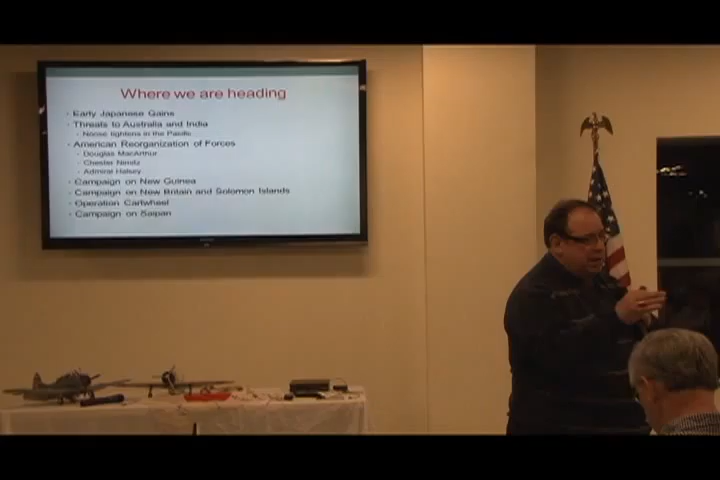 Where we are heading
Early Japanese Gains
Threats to Australia and India
Noose tightens in the Pacific
American Reorganization of Forces
Douglas MacArthur
Chester Nimitz
Admiral Halsey
Campaign on New Guinea
Campaign on New Britain and Solomon Islands
Operation Cartwheel
Campaign on Saipan